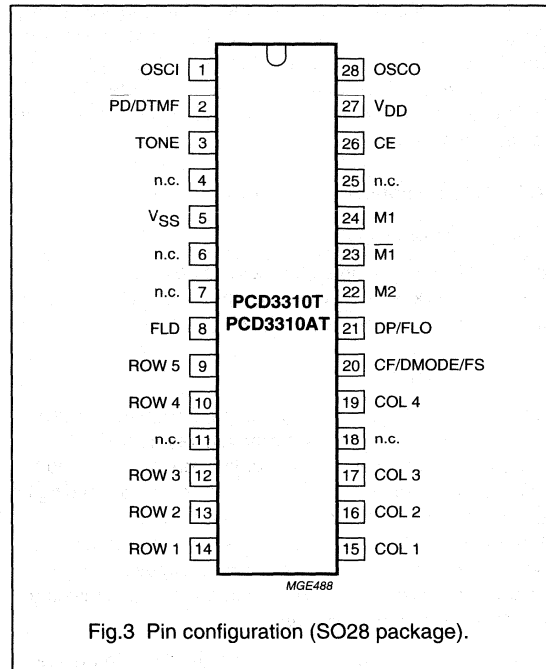 OSCI 1 28 OSCO
P̅D̅/DTMF 2 27 VDD
TONE 3 26 CE
n.c. 4 25 n.c.
VSS 5 24 M1
n.c. 6 23 M̅1̅
n.c. 7 22 M2
PCD3310T
PCD3310AT
FLD 8 21 DP/FLO
ROW 5 9 20 CF/DMODE/FS
ROW 4 10 19 COL 4
n.c. 11 18 n.c.
ROW 3 12 17 COL 3
ROW 2 13 16 COL 2
ROW 1 14 15 COL 1
MGE488
Fig.3 Pin configuration (SO28 package).